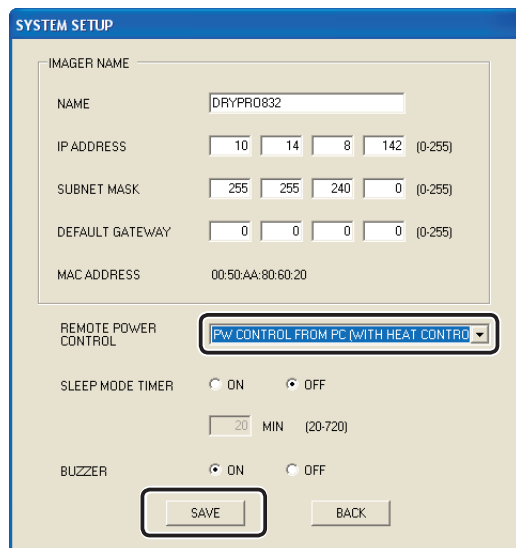 SYSTEM SETUP
IMAGER NAME
NAME DRYPRO832
IP ADDRESS 10 14 8 142 (0-255)
SUBNET MASK 255 255 240 0 (0-255)
DEFAULT GATEWAY 0 0 0 0 (0-255)
MAC ADDRESS 00:50:AA:80:60:20
REMOTE POWER
CONTROL
PW CONTROL FROM PC (WITH HEAT CONTRO
SLEEP MODE TIMER ON OFF
20 MIN (20-720)
BUZZER ON OFF
SAVE BACK